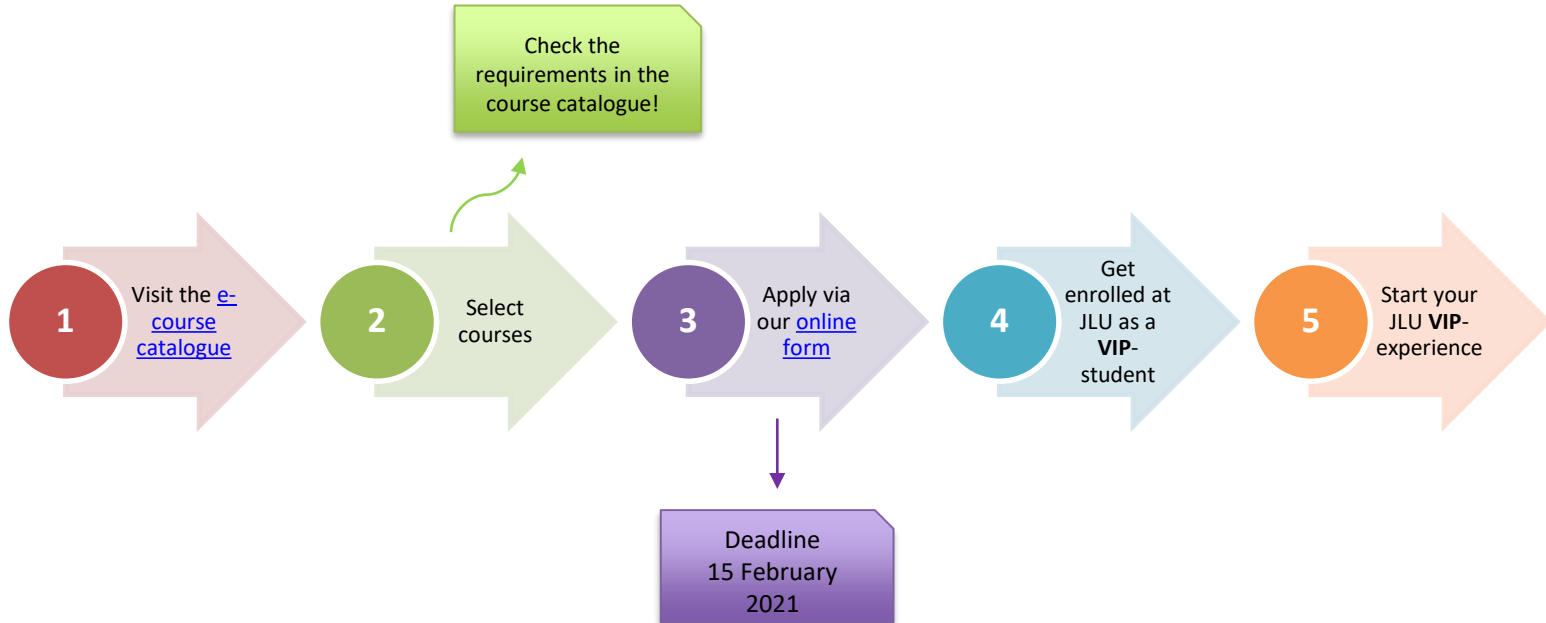 Check the
requirements in the
course catalogue!
1
Visit the e-
course
catalogue
2
Select
courses
3
Apply via
our online
form
4
Get
enrolled at
JLU as a
VIP-
student
5
Start your
JLU VIP-
experience
Deadline
15 February
2021